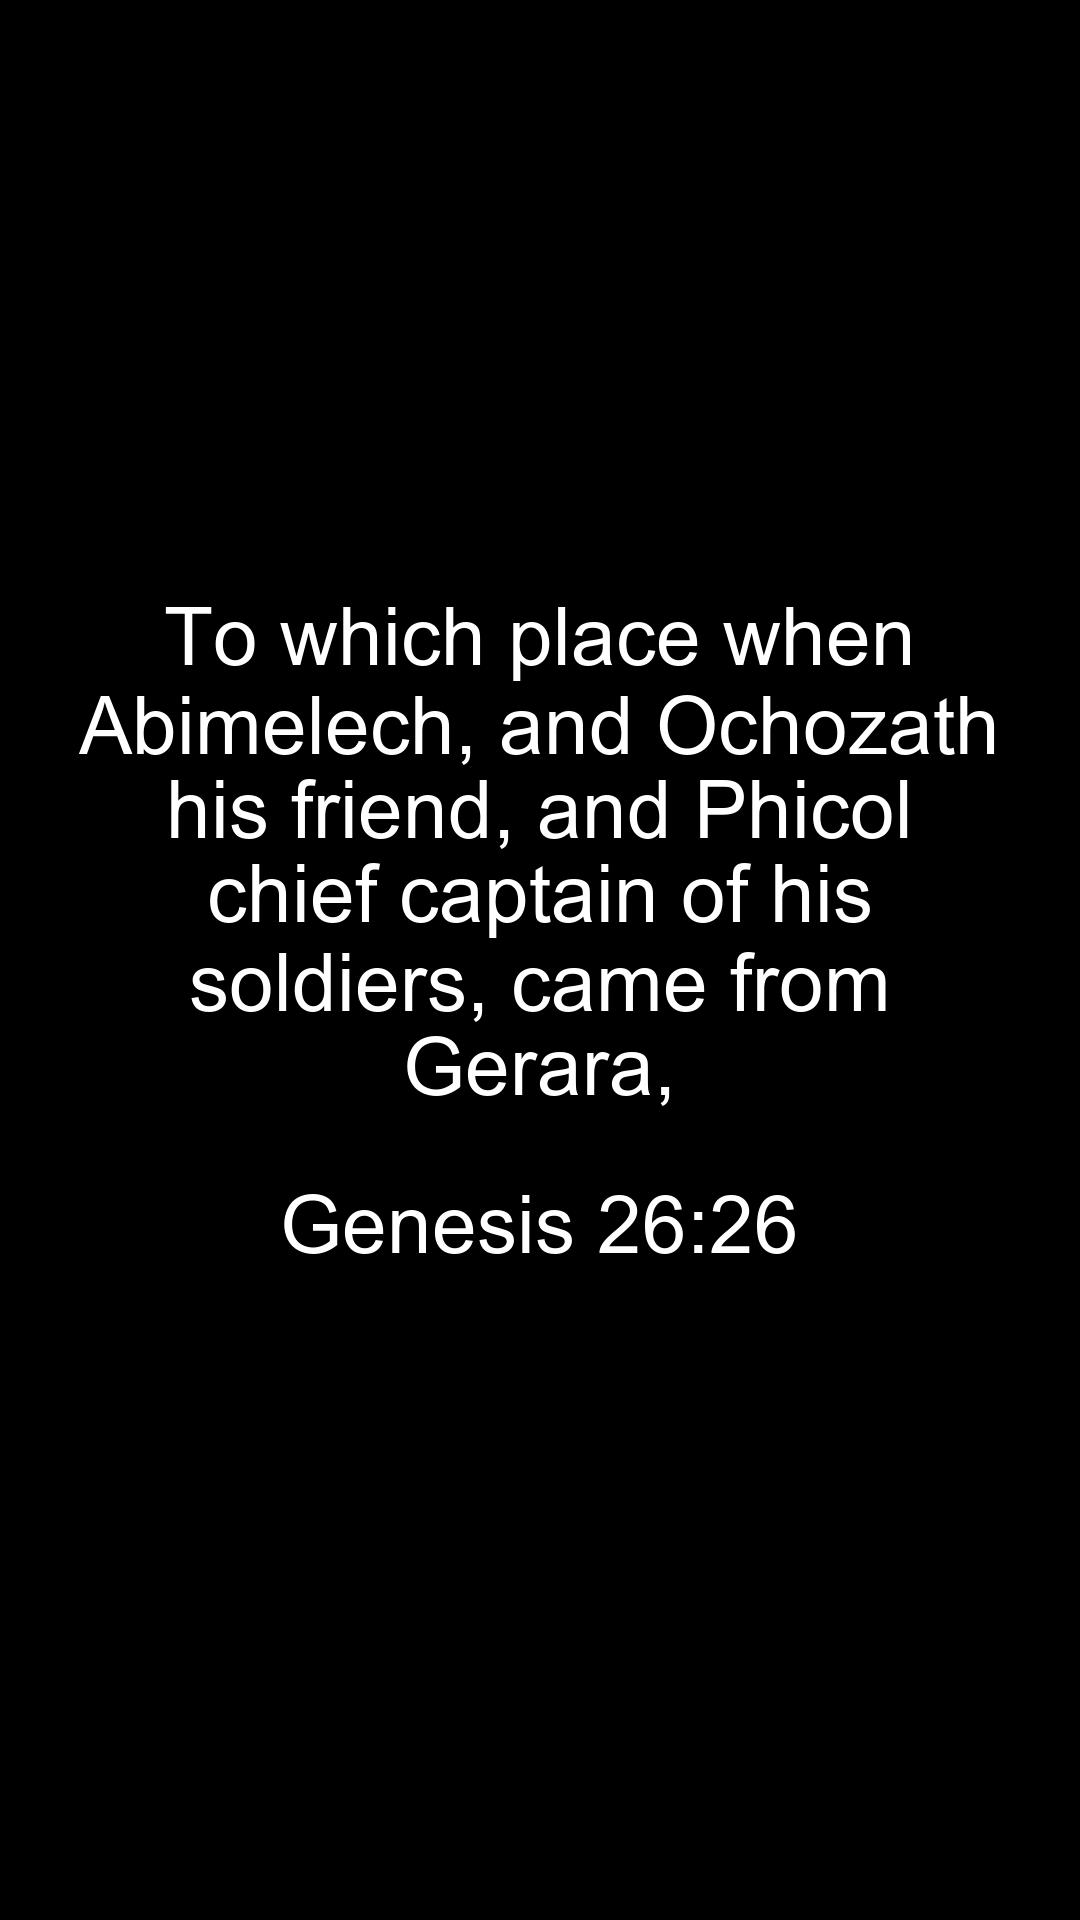 To which place when
Abimelech, and Ochozath
his friend, and Phicol
chief captain of his
soldiers, came from
Gerara,
Genesis 26:26